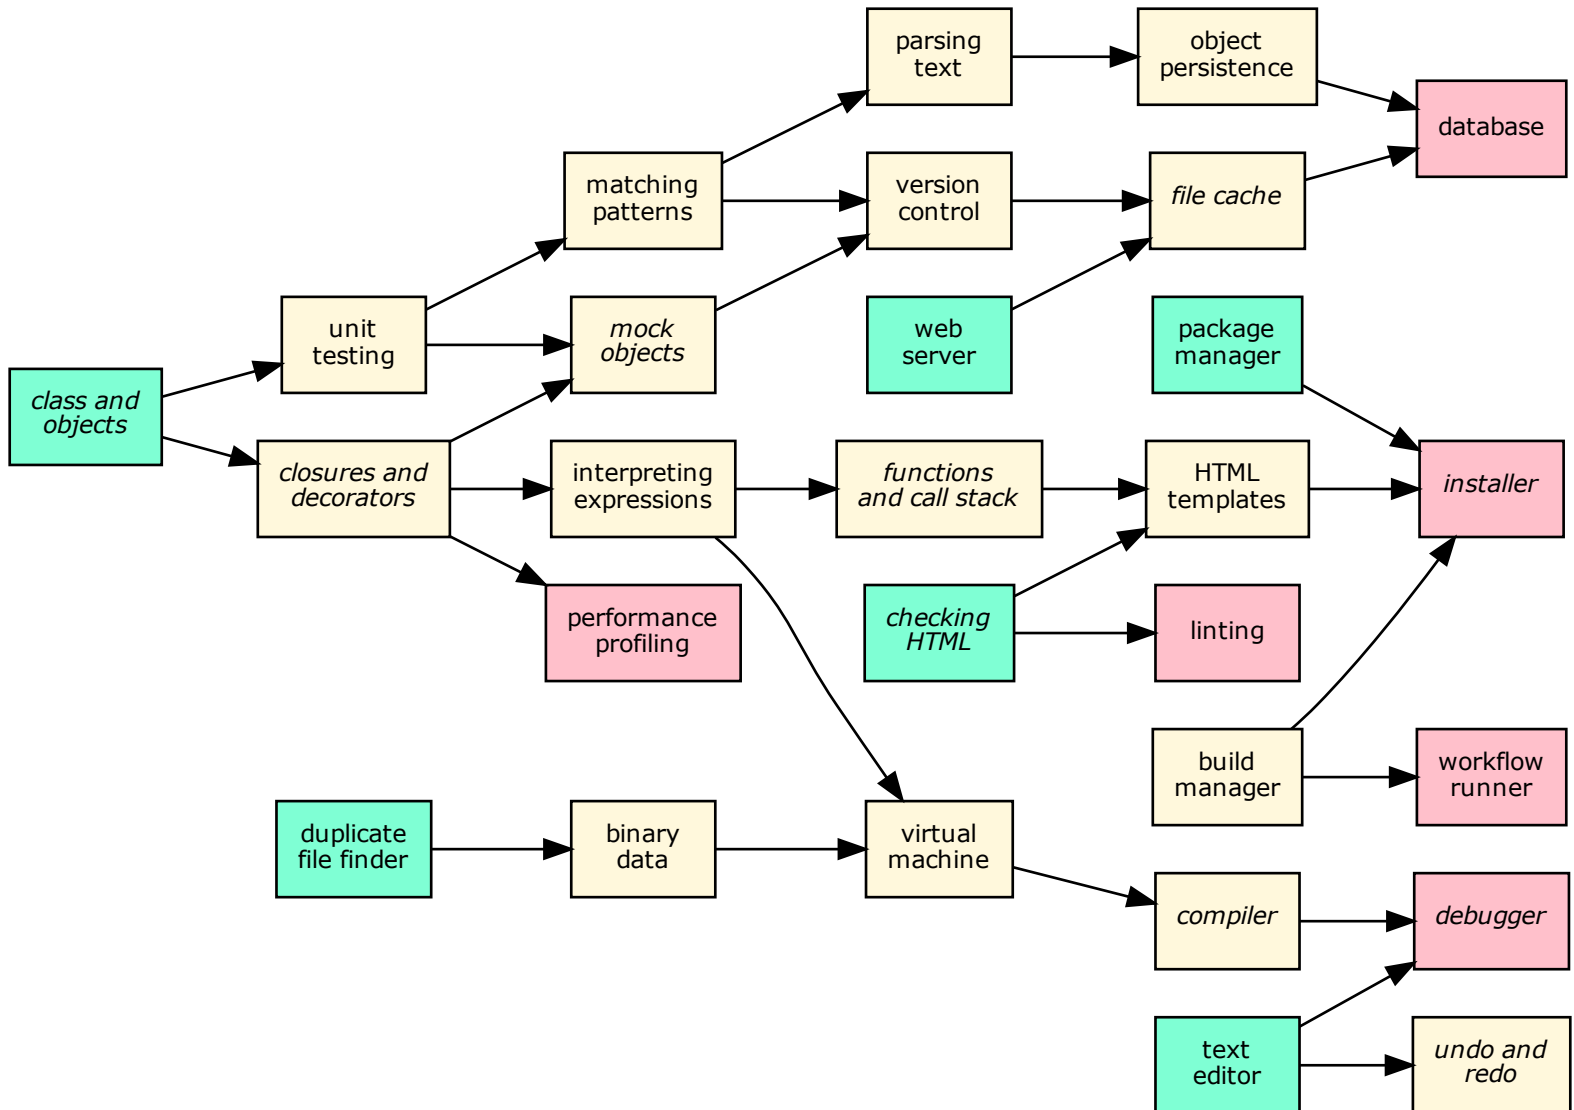 parsing
text
object
persistence
database
matching
patterns
version
control
file cache
unit
testing
mock
objects
web
server
package
manager
class and
objects
closures and
decorators
interpreting
expressions
functions
and call stack
HTML
templates
installer
performance
profiling
checking
HTML
linting
build
manager
workflow
runner
duplicate
file finder
binary
data
virtual
machine
compiler
debugger
text
editor
undo and
redo